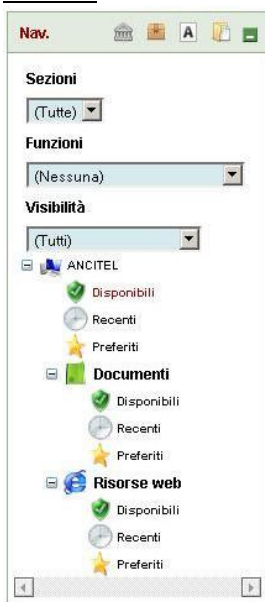 Nav. A
Sezioni
(Tutte)
Funzioni
(Nessuna)
Visibilità
(Tutti)
ANCITEL
Disponibili
Recenti
Preferiti
Documenti
Disponibili
Recenti
Preferiti
Risorse web
Disponibili
Recenti
Preferiti